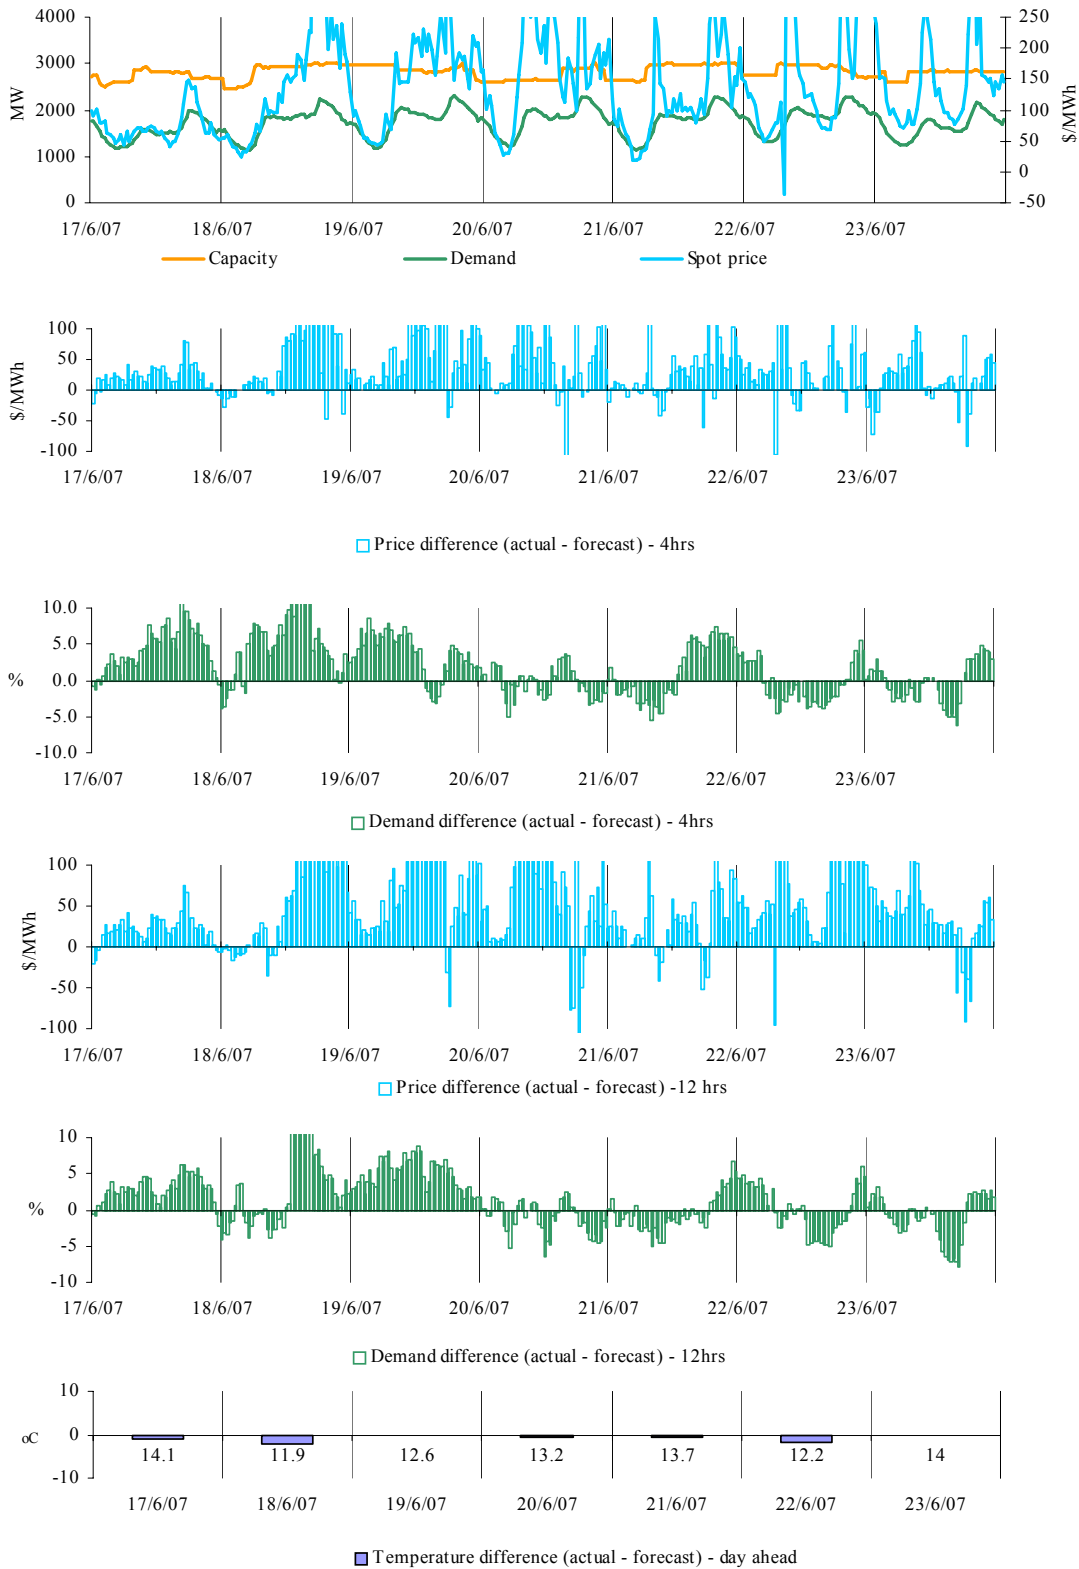 4000
3000
2000
1000
0
MW
250
200
150
100
50
0
-50
$/MWh
17/6/07 18/6/07 19/6/07 20/6/07 21/6/07 22/6/07 23/6/07
Capacity Demand Spot price
100
50
0
-50
-100
$/MWh
17/6/07 18/6/07 19/6/07 20/6/07 21/6/07 22/6/07 23/6/07
Price difference (actual - forecast) - 4hrs
10.0
5.0
0.0
-5.0
-10.0
%
17/6/07 18/6/07 19/6/07 20/6/07 21/6/07 22/6/07 23/6/07
Demand difference (actual - forecast) - 4hrs
100
50
0
-50
-100
$/MWh
17/6/07 18/6/07 19/6/07 20/6/07 21/6/07 22/6/07 23/6/07
Price difference (actual - forecast) -12 hrs
10
5
0
-5
-10
%
17/6/07 18/6/07 19/6/07 20/6/07 21/6/07 22/6/07 23/6/07
Demand difference (actual - forecast) - 12hrs
10
0
-10
oC
14.1 11.9 12.6 13.2 13.7 12.2 14
17/6/07 18/6/07 19/6/07 20/6/07 21/6/07 22/6/07 23/6/07
Temperature difference (actual - forecast) - day ahead